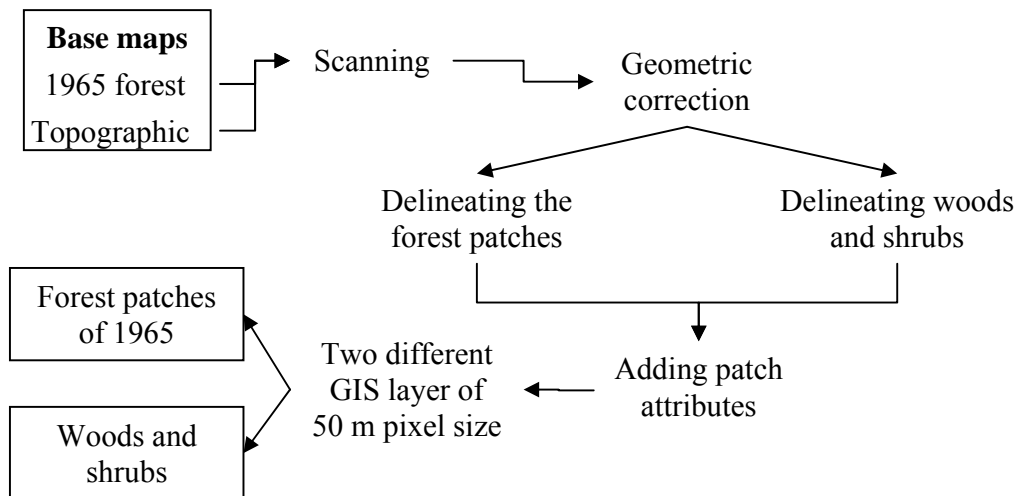 Base maps
1965 forest
Topographic
Scanning
Geometric
correction
Delineating the
forest patches
Delineating woods
and shrubs
Adding patch
attributes
Two different
GIS layer of
50 m pixel size
Forest patches
of 1965
Woods and
shrubs